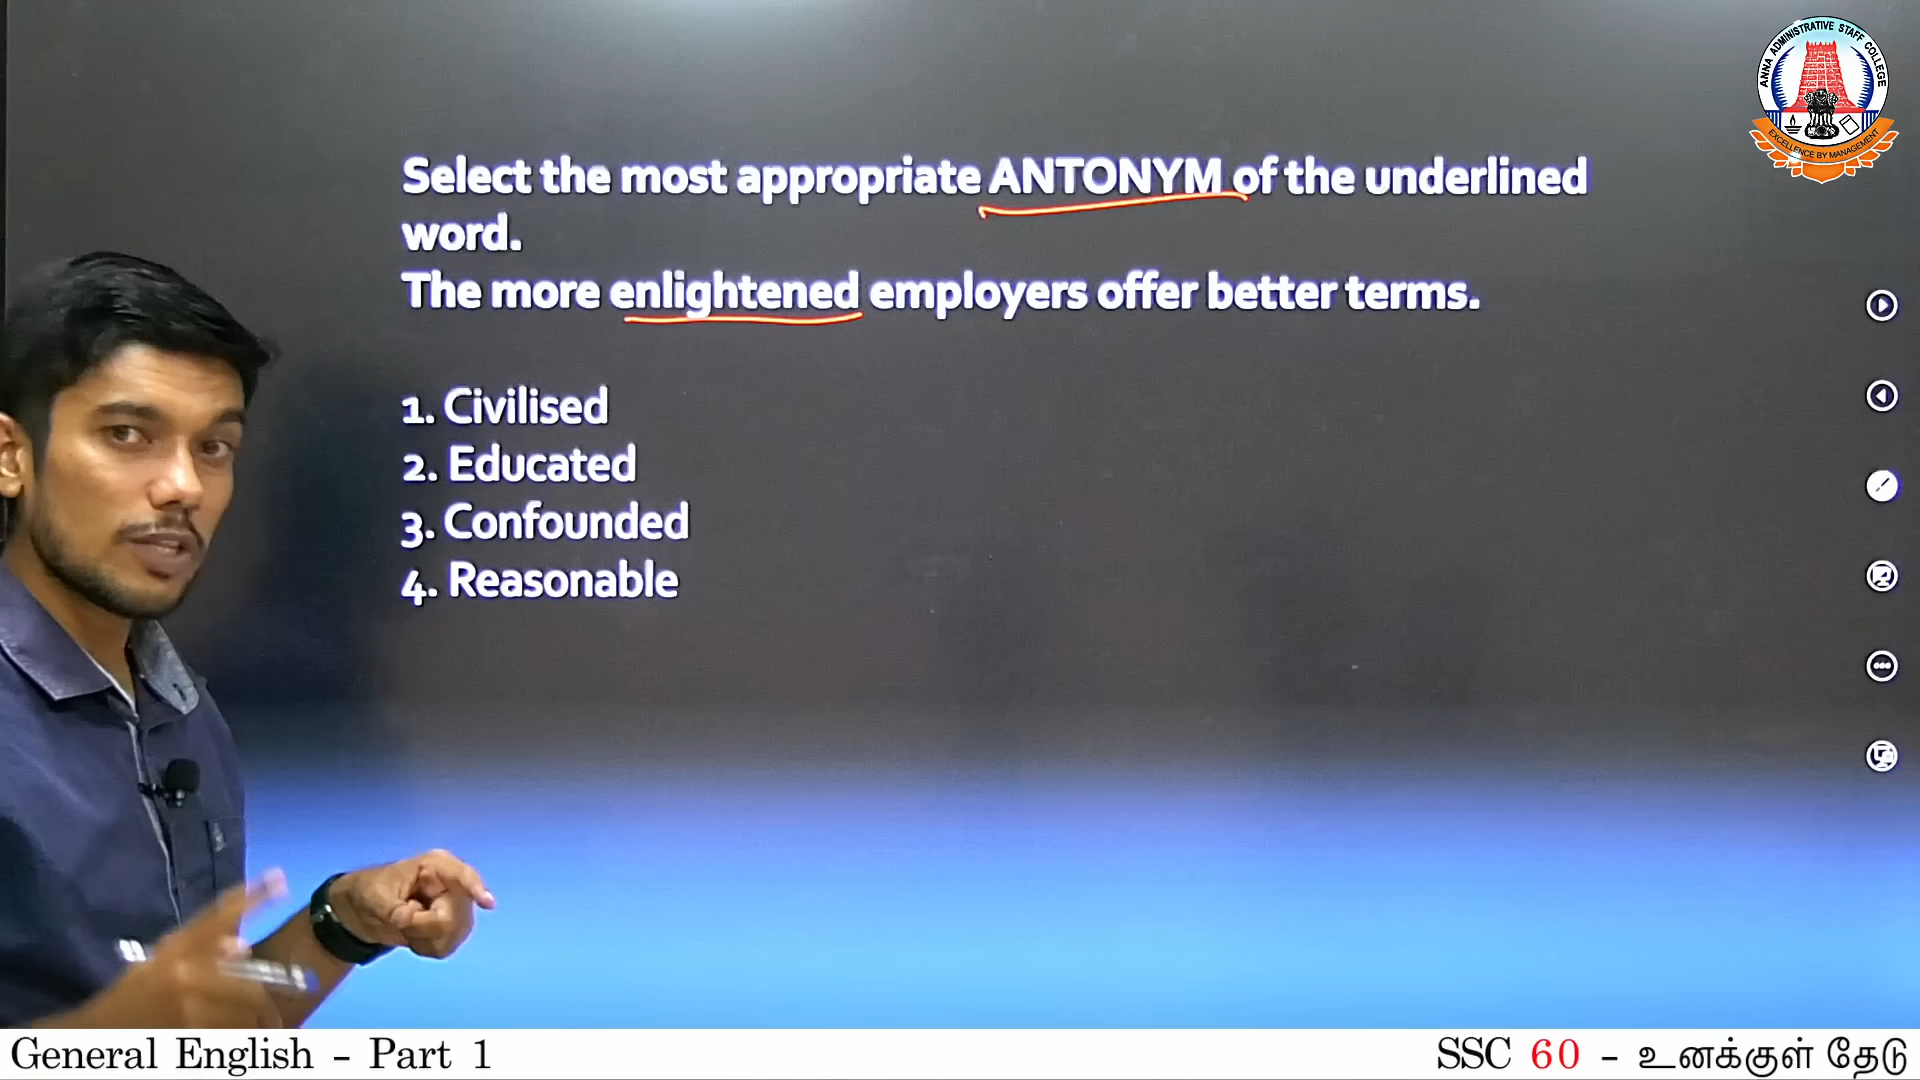 ANNA ADMINISTRATIVE STAFF COLLEGE
EXCELLENCE BY MANAGEMENT
Select the most appropriate ANTONYM of the underlined
word.
The more enlightened employers offer better terms.
1. Civilised
2. Educated
3. Confounded
4. Reasonable
General English - Part 1
SSC 60 - உனக்குள் தேடு